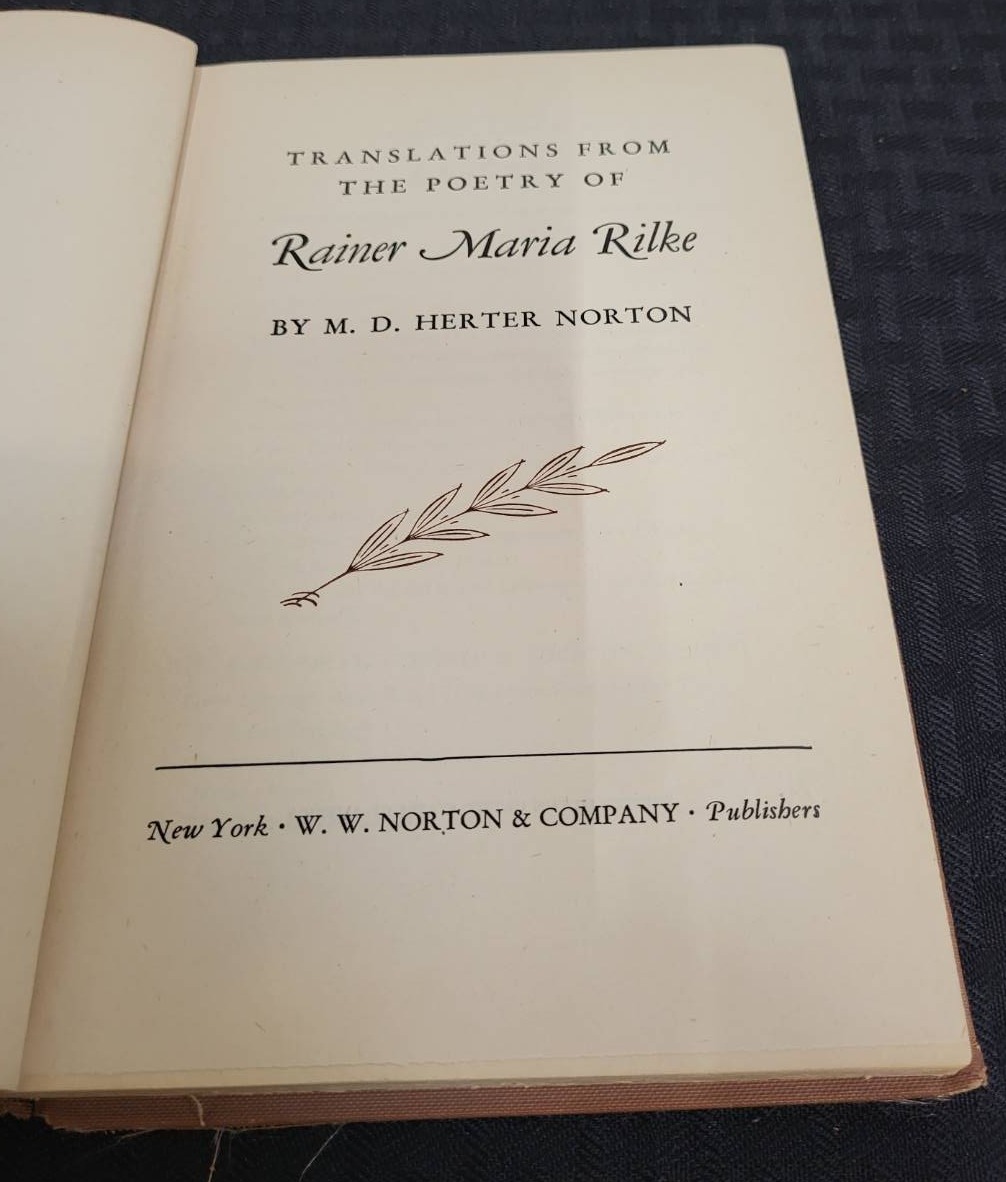 TRANSLATIONS FROM
THE POETRY OF
Rainer Maria Rilke
BY M. D. HERTER NORTON
New York · W. W. NORTON & COMPANY · Publishers